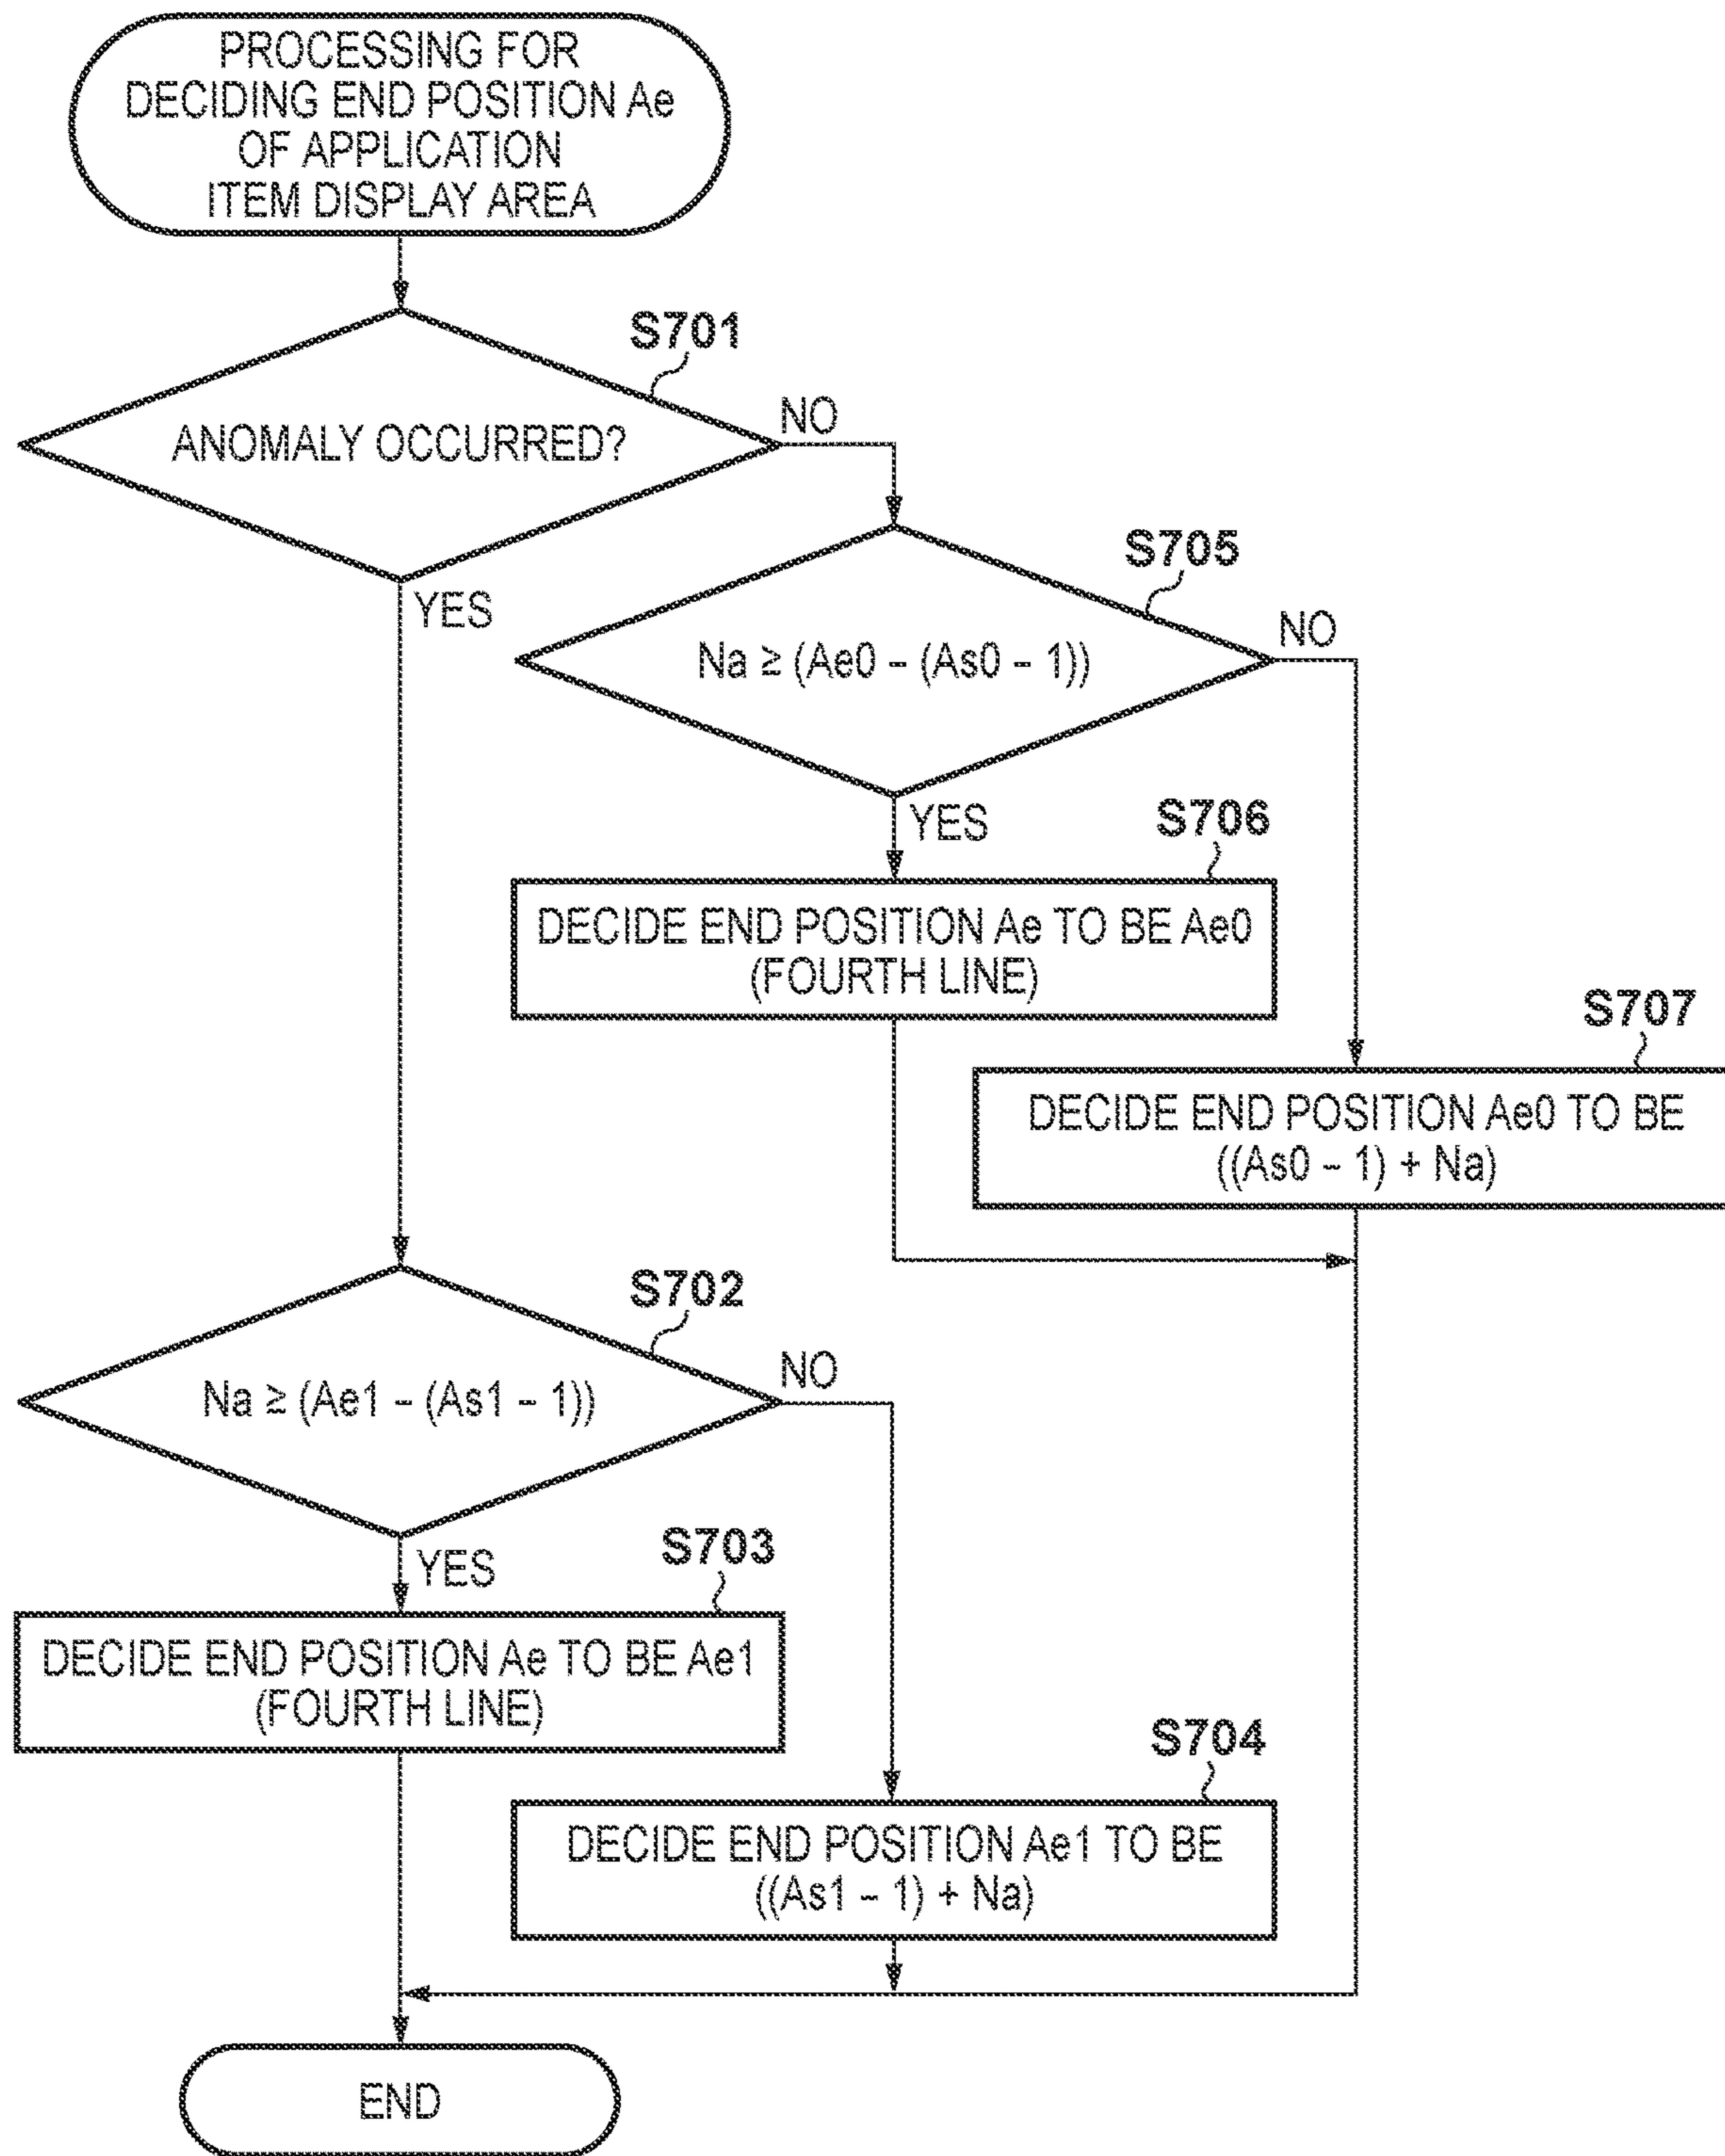 PROCESSING FOR
DECIDING END POSITION Ae
OF APPLICATION
ITEM DISPLAY AREA
S701
ANOMALY OCCURRED?
NO
YES
S705
Na ≥ (Ae0 – (As0 – 1))
NO
YES
S706
DECIDE END POSITION Ae TO BE Ae0
(FOURTH LINE)
S707
DECIDE END POSITION Ae0 TO BE
((As0 – 1) + Na)
S702
Na ≥ (Ae1 – (As1 – 1))
NO
YES
S703
DECIDE END POSITION Ae TO BE Ae1
(FOURTH LINE)
S704
DECIDE END POSITION Ae1 TO BE
((As1 – 1) + Na)
END